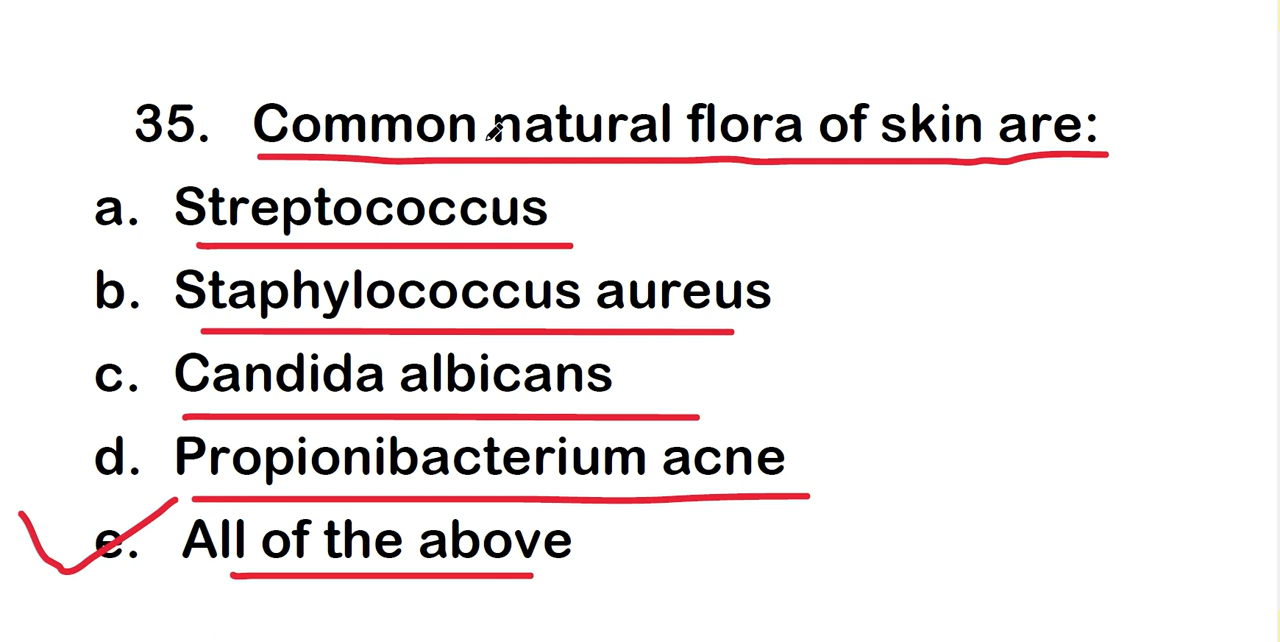 35. Common natural flora of skin are:
a. Streptococcus
b. Staphylococcus aureus
c. Candida albicans
d. Propionibacterium acne
e. All of the above